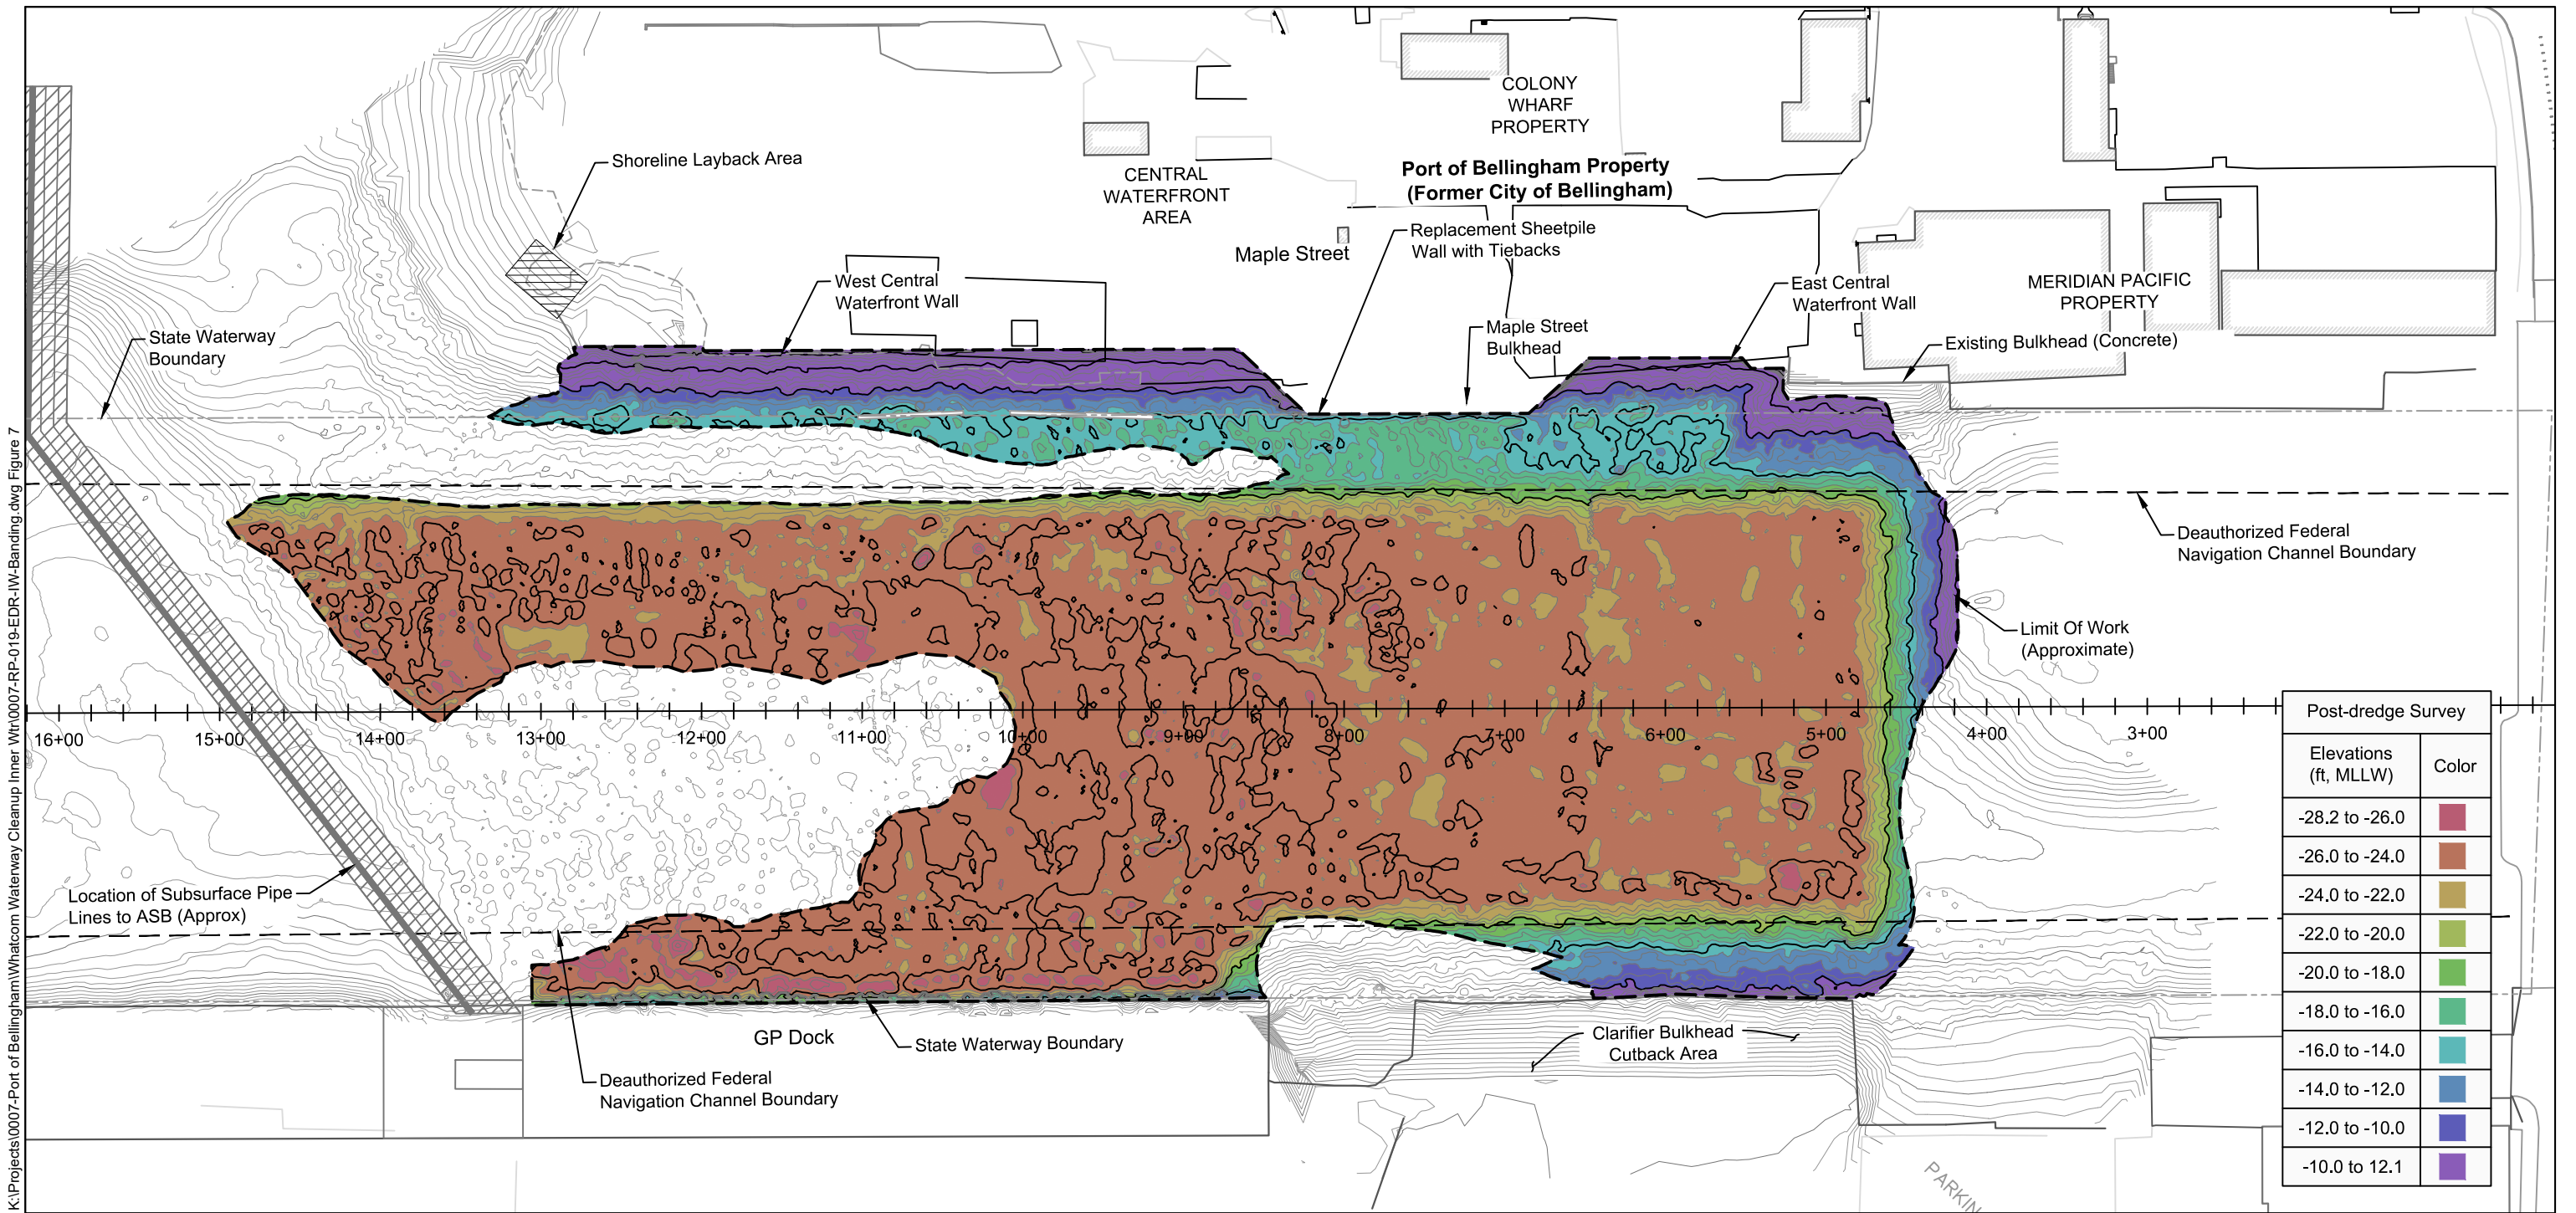 COLONY
WHARF
PROPERTY
Shoreline Layback Area
CENTRAL
WATERFRONT
AREA
Port of Bellingham Property
(Former City of Bellingham)
Replacement Sheetpile
Wall with Tiebacks
Maple Street
West Central
Waterfront Wall
East Central
Waterfront Wall
MERIDIAN PACIFIC
PROPERTY
State Waterway
Boundary
Maple Street
Bulkhead
Existing Bulkhead (Concrete)
Deauthorized Federal
Navigation Channel Boundary
Limit Of Work
(Approximate)
16+00
15+00
14+00
13+00
12+00
11+00
10+00
9+00
8+00
7+00
6+00
5+00
4+00
3+00
Location of Subsurface Pipe
Lines to ASB (Approx)
GP Dock
State Waterway Boundary
Clarifier Bulkhead
Cutback Area
Deauthorized Federal
Navigation Channel Boundary
PARKIN
Post-dredge Survey
Elevations
(ft, MLLW)
Color
-28.2 to -26.0
-26.0 to -24.0
-24.0 to -22.0
-22.0 to -20.0
-20.0 to -18.0
-18.0 to -16.0
-16.0 to -14.0
-14.0 to -12.0
-12.0 to -10.0
-10.0 to 12.1
K:\Projects\0007-Port of Bellingham\Whatcom Waterway Cleanup Inner Wtr\0007-RP-019-EDR-IW-Banding.dwg Figure 7